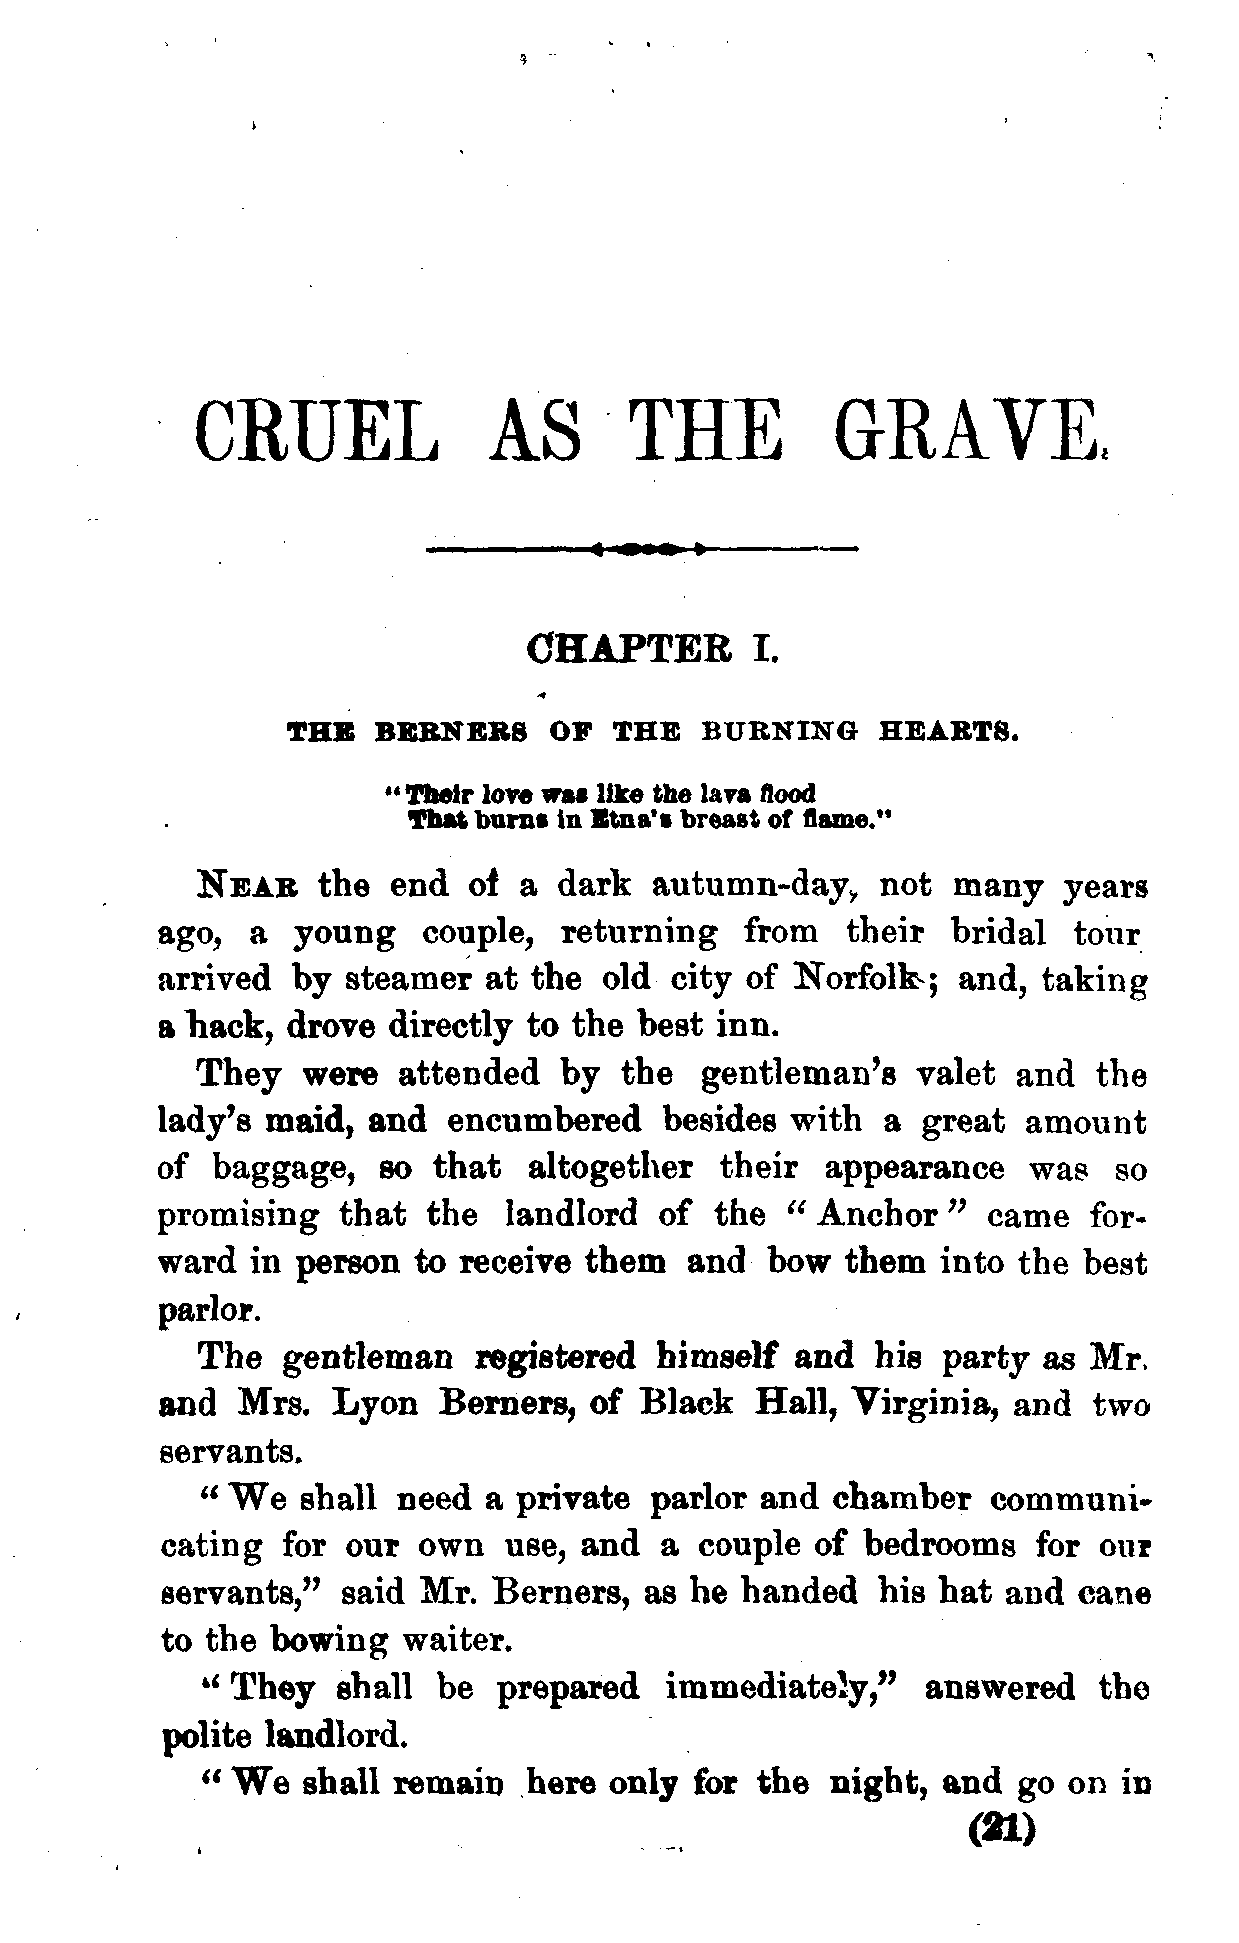 CRUEL AS THE GRAVE.
CHAPTER I.
THE BERNERS OF THE BURNING HEARTS.
"Their love was like the lava flood
That burns in Etna's breast of flame."
NEAR the end of a dark autumn-day, not many years
ago, a young couple, returning from their bridal tour
arrived by steamer at the old city of Norfolk; and, taking
a hack, drove directly to the best inn.
They were attended by the gentleman's valet and the
lady's maid, and encumbered besides with a great amount
of baggage, so that altogether their appearance was so
promising that the landlord of the "Anchor" came for-
ward in person to receive them and bow them into the best
parlor.
The gentleman registered himself and his party as Mr.
and Mrs. Lyon Berners, of Black Hall, Virginia, and two
servants.
"We shall need a private parlor and chamber communi-
cating for our own use, and a couple of bedrooms for our
servants," said Mr. Berners, as he handed his hat and cane
to the bowing waiter.
"They shall be prepared immediately," answered the
polite landlord.
"We shall remain here only for the night, and go on in
(21)